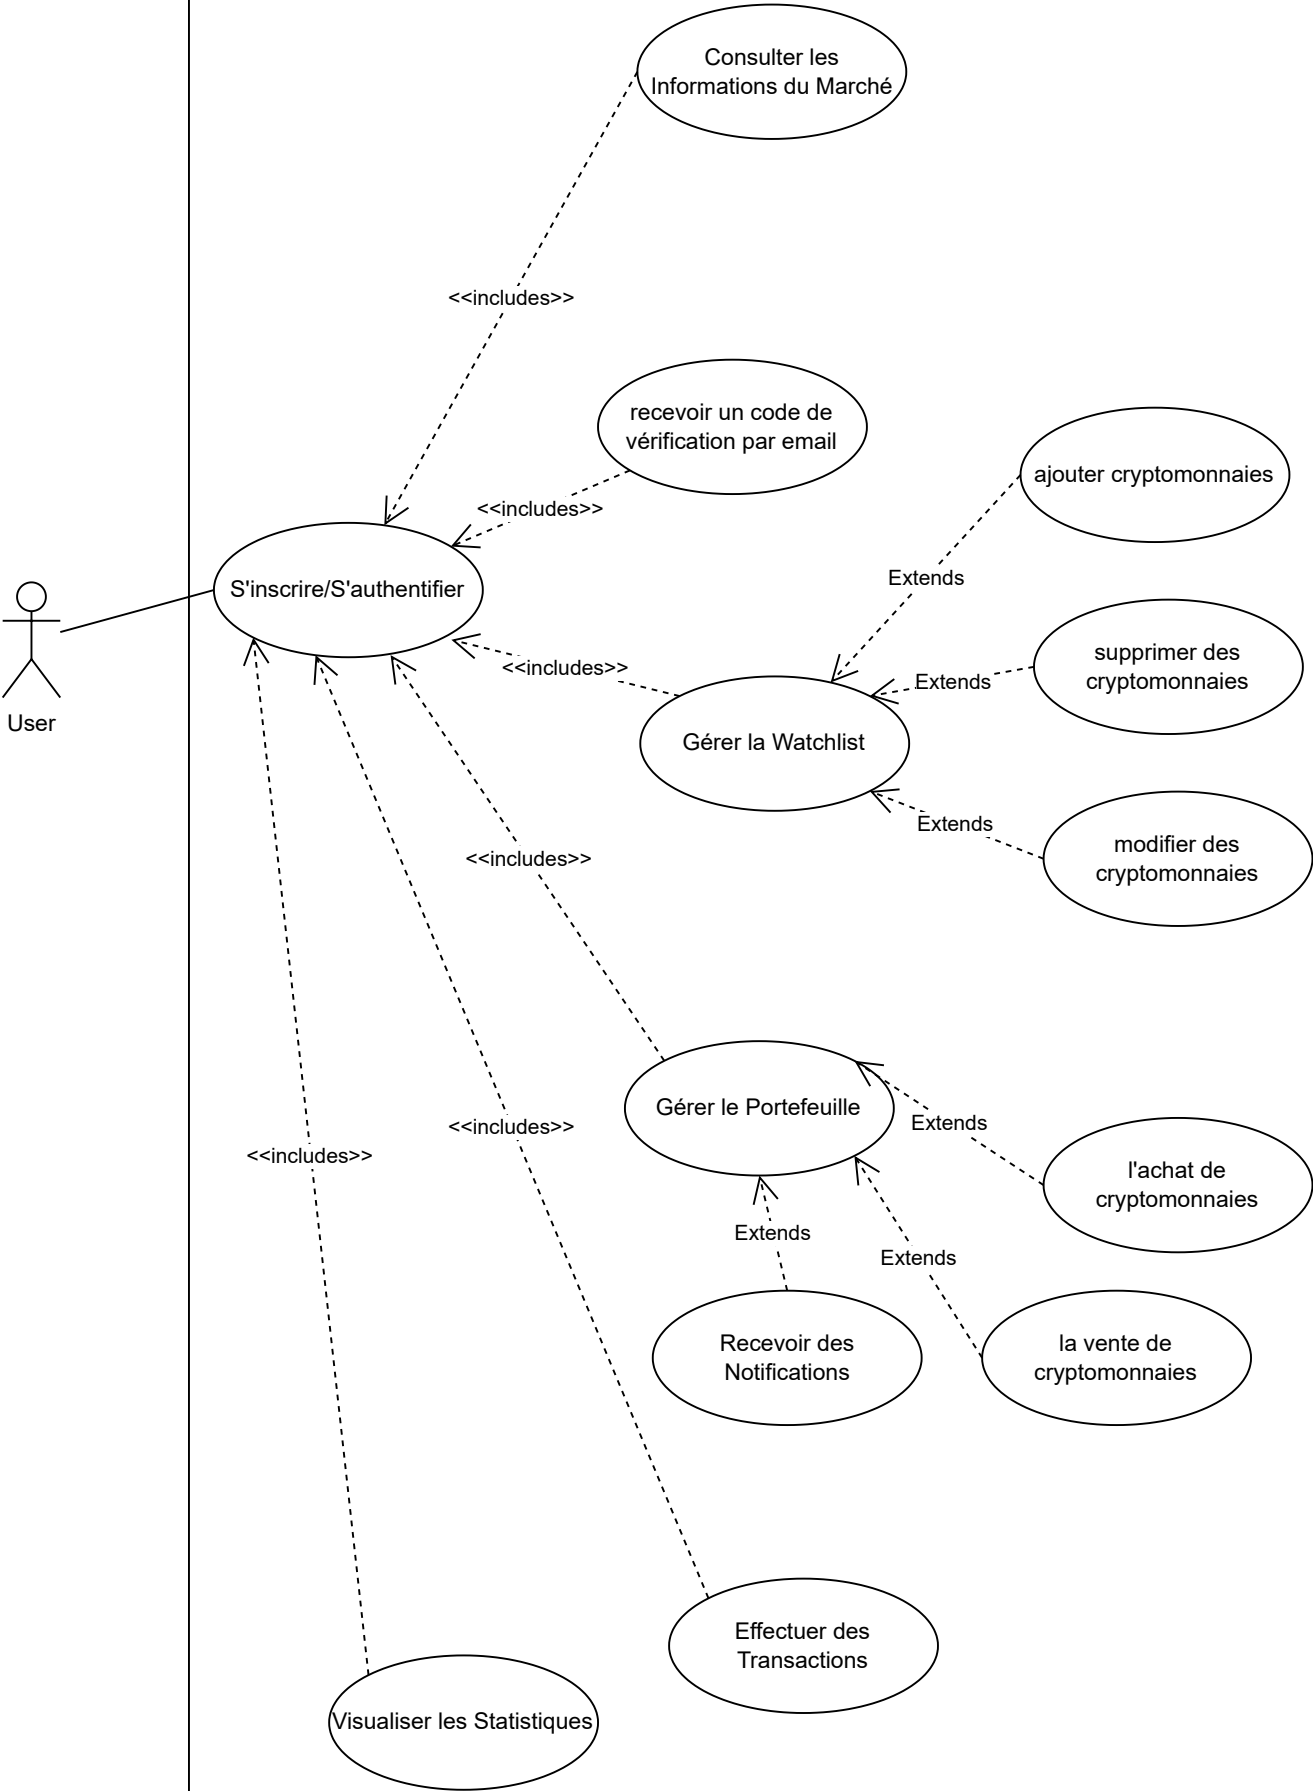 Consulter les
Informations du Marché
<<includes>>
recevoir un code de
vérification par email
<<includes>>
ajouter cryptomonnaies
Extends
S'inscrire/S'authentifier
User
<<includes>>
supprimer des
cryptomonnaies
Extends
Gérer la Watchlist
Extends
modifier des
cryptomonnaies
<<includes>>
Gérer le Portefeuille
Extends
<<includes>>
<<includes>>
l'achat de
cryptomonnaies
Extends
Extends
Recevoir des
Notifications
la vente de
cryptomonnaies
Effectuer des
Transactions
Visualiser les Statistiques